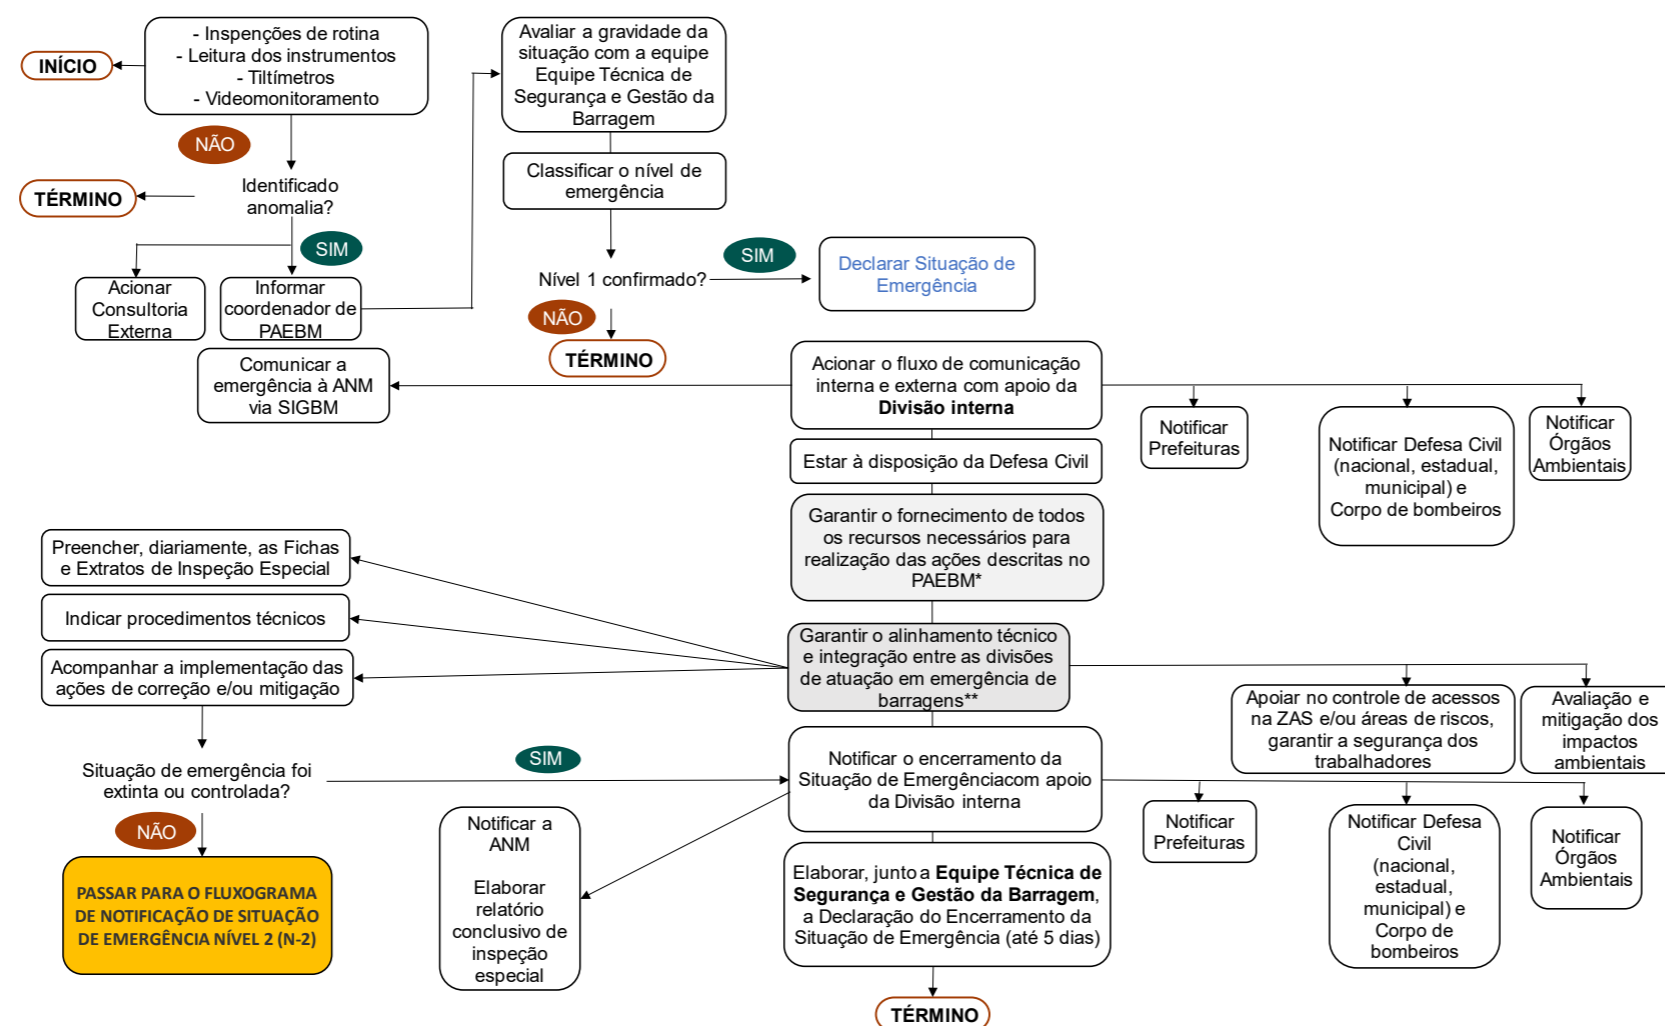 INÍCIO
- Inspenções de rotina
- Leitura dos instrumentos
- Tiltímetros
- Videomonitoramento
NÃO
TÉRMINO
Identificado
anomalia?
SIM
Acionar
Consultoria
Externa
Informar
coordenador de
PAEBM
Avaliar a gravidade da
situação com a equipe
Equipe Técnica de
Segurança e Gestão da
Barragem
Classificar o nível de
emergência
Nível 1 confirmado?
SIM
Declarar Situação de
Emergência
NÃO
TÉRMINO
Comunicar a
emergência à ANM
via SIGBM
Acionar o fluxo de comunicação
interna e externa com apoio da
Divisão interna
Notificar
Prefeituras
Notificar Defesa Civil
(nacional, estadual,
municipal) e
Corpo de bombeiros
Notificar
Órgãos
Ambientais
Estar à disposição da Defesa Civil
Garantir o fornecimento de todos
os recursos necessários para
realização das ações descritas no
PAEBM*
Preencher, diariamente, as Fichas
e Extratos de Inspeção Especial
Indicar procedimentos técnicos
Acompanhar a implementação das
ações de correção e/ou mitigação
Garantir o alinhamento técnico
e integração entre as divisões
de atuação em emergência de
barragens**
Apoiar no controle de acessos
na ZAS e/ou áreas de riscos,
garantir a segurança dos
trabalhadores
Avaliação e
mitigação dos
impactos
ambientais
Situação de emergência foi
extinta ou controlada?
SIM
NÃO
PASSAR PARA O FLUXOGRAMA
DE NOTIFICAÇÃO DE SITUAÇÃO
DE EMERGÊNCIA NÍVEL 2 (N-2)
Notificar o encerramento da
Situação de Emergênciacom apoio
da Divisão interna
Notificar a
ANM
Elaborar
relatório
conclusivo de
inspeção
especial
Notificar
Prefeituras
Notificar Defesa
Civil
(nacional,
estadual,
municipal) e
Corpo de
bombeiros
Notificar
Órgãos
Ambientais
Elaborar, junto a Equipe Técnica de
Segurança e Gestão da Barragem,
a Declaração do Encerramento da
Situação de Emergência (até 5 dias)
TÉRMINO